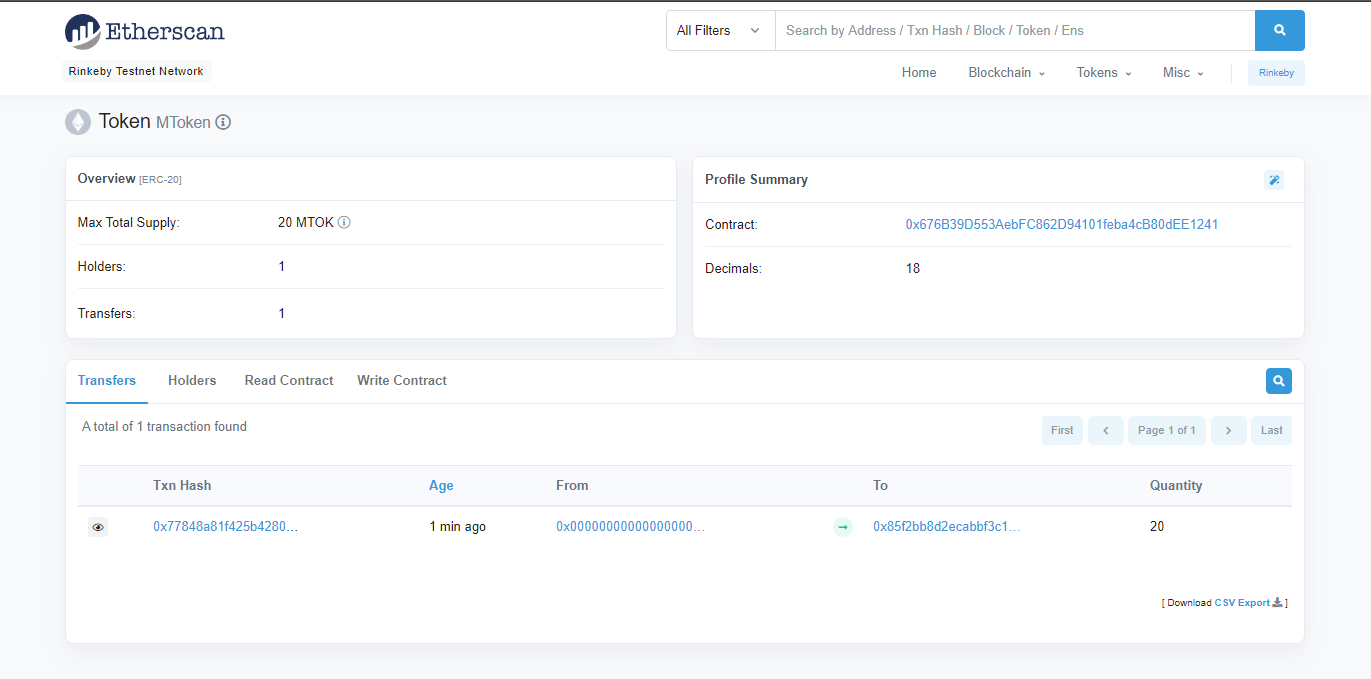 Etherscan
All Filters
Search by Address / Txn Hash / Block / Token / Ens
Rinkeby Testnet Network
Home Blockchain Tokens Misc Rinkeby
Token MToken
Overview [ERC-20]
Max Total Supply: 20 MTOK
Holders: 1
Transfers: 1
Profile Summary
Contract: 0x676B39D553AebFC862D94101feba4cB80dEE1241
Decimals: 18
Transfers Holders Read Contract Write Contract
A total of 1 transaction found
First Page 1 of 1 Last
Txn Hash Age From To Quantity
0x77848a81f425b4280... 1 min ago 0x00000000000000000... 0x85f2bb8d2ecabbf3c1... 20
[ Download CSV Export ]